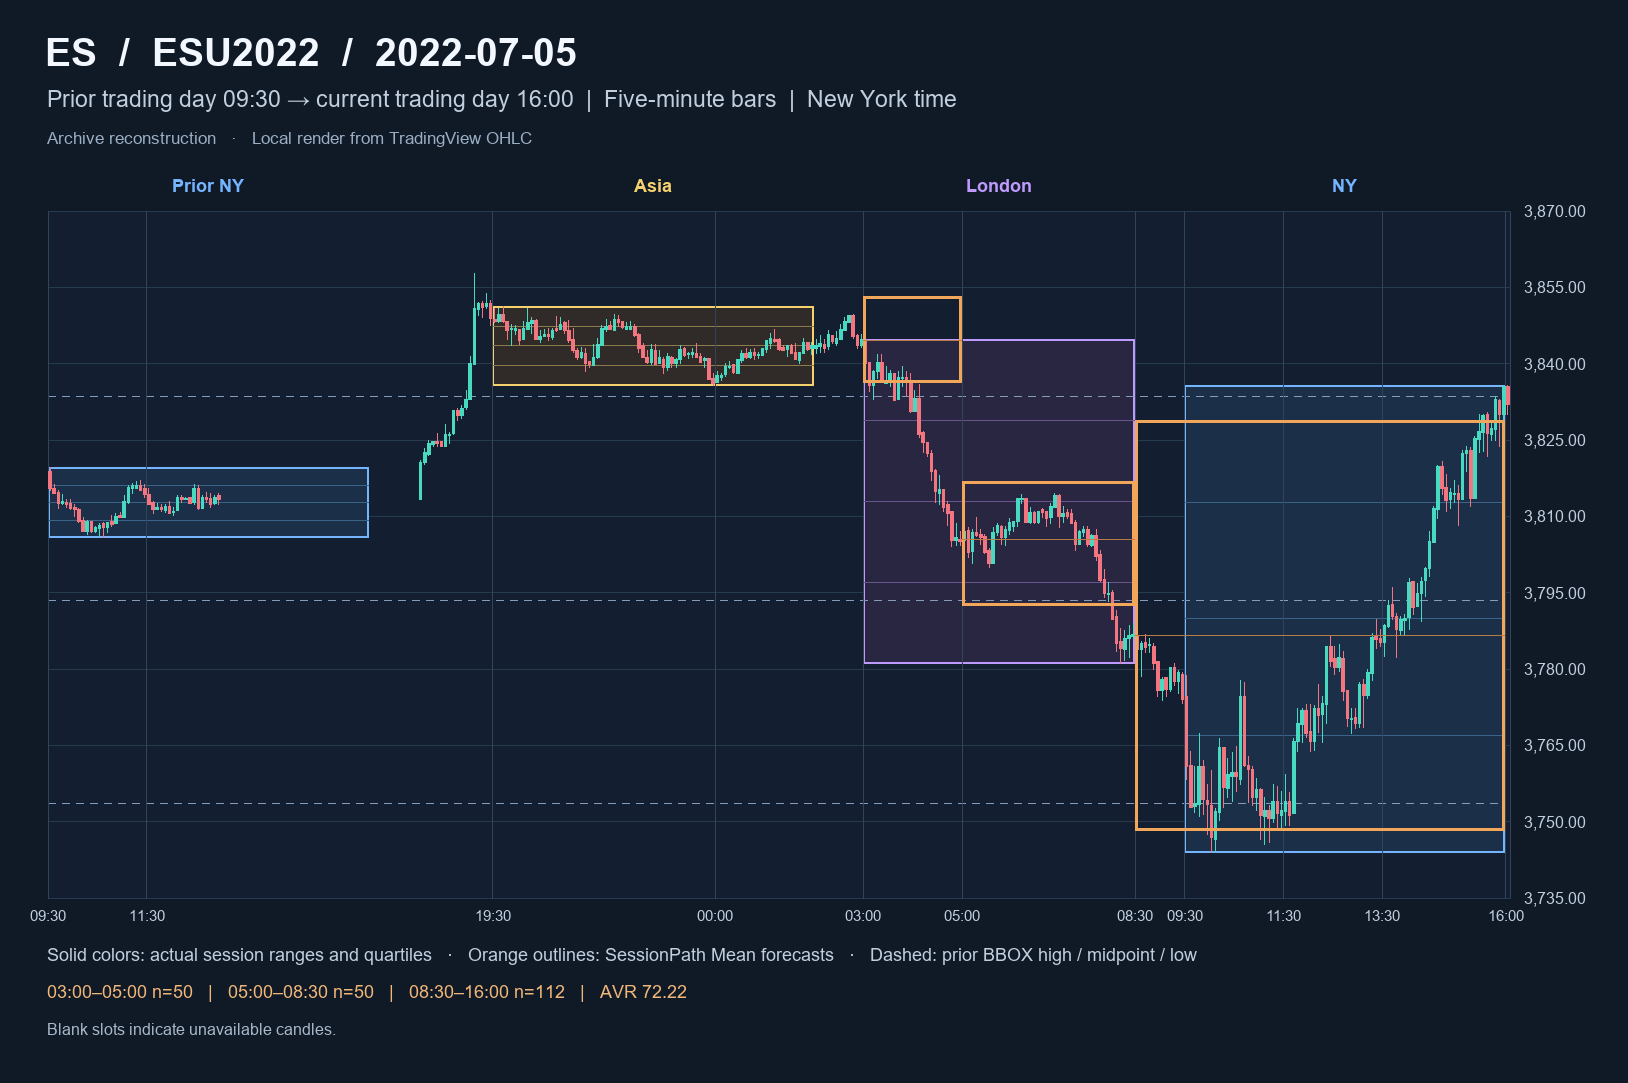 ES / ESU2022 / 2022-07-05
Prior trading day 09:30 → current trading day 16:00 | Five-minute bars | New York time
Archive reconstruction · Local render from TradingView OHLC
Prior NY Asia London NY
3,870.00
3,855.00
3,840.00
3,825.00
3,810.00
3,795.00
3,780.00
3,765.00
3,750.00
3,735.00
09:30 11:30 19:30 00:00 03:00 05:00 08:30 09:30 11:30 13:30 16:00
Solid colors: actual session ranges and quartiles · Orange outlines: SessionPath Mean forecasts · Dashed: prior BBOX high / midpoint / low
03:00–05:00 n=50 | 05:00–08:30 n=50 | 08:30–16:00 n=112 | AVR 72.22
Blank slots indicate unavailable candles.